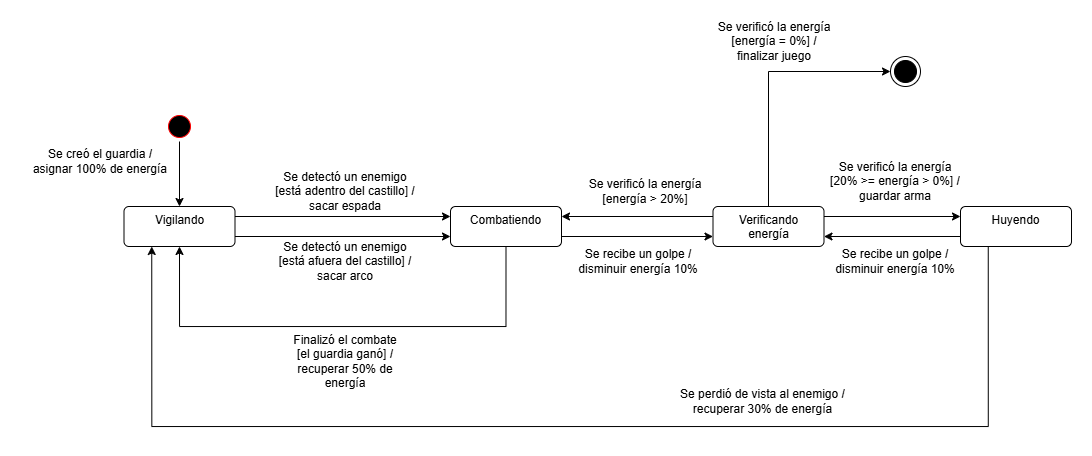 Se verificó la energía
[energía = 0%] /
finalizar juego
Se creó el guardia /
asignar 100% de energía
Se detectó un enemigo
[está adentro del castillo] /
sacar espada
Se verificó la energía
[energía > 20%]
Se verificó la energía
[20% >= energía > 0%] /
guardar arma
Vigilando
Combatiendo
Verificando
energía
Huyendo
Se detectó un enemigo
[está afuera del castillo] /
sacar arco
Se recibe un golpe /
disminuir energía 10%
Se recibe un golpe /
disminuir energía 10%
Finalizó el combate
[el guardia ganó] /
recuperar 50% de
energía
Se perdió de vista al enemigo /
recuperar 30% de energía